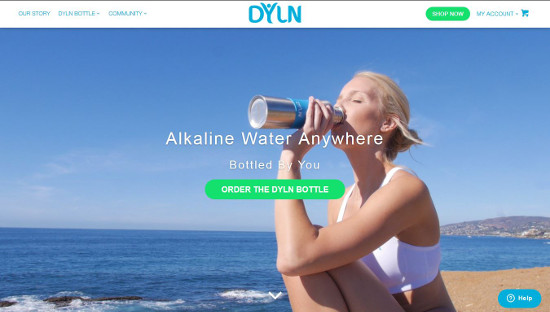 OUR STORY DYLN BOTTLE COMMUNITY DYLN SHOP NOW MY ACCOUNT
Alkaline Water Anywhere
Bottled By You
ORDER THE DYLN BOTTLE
Help